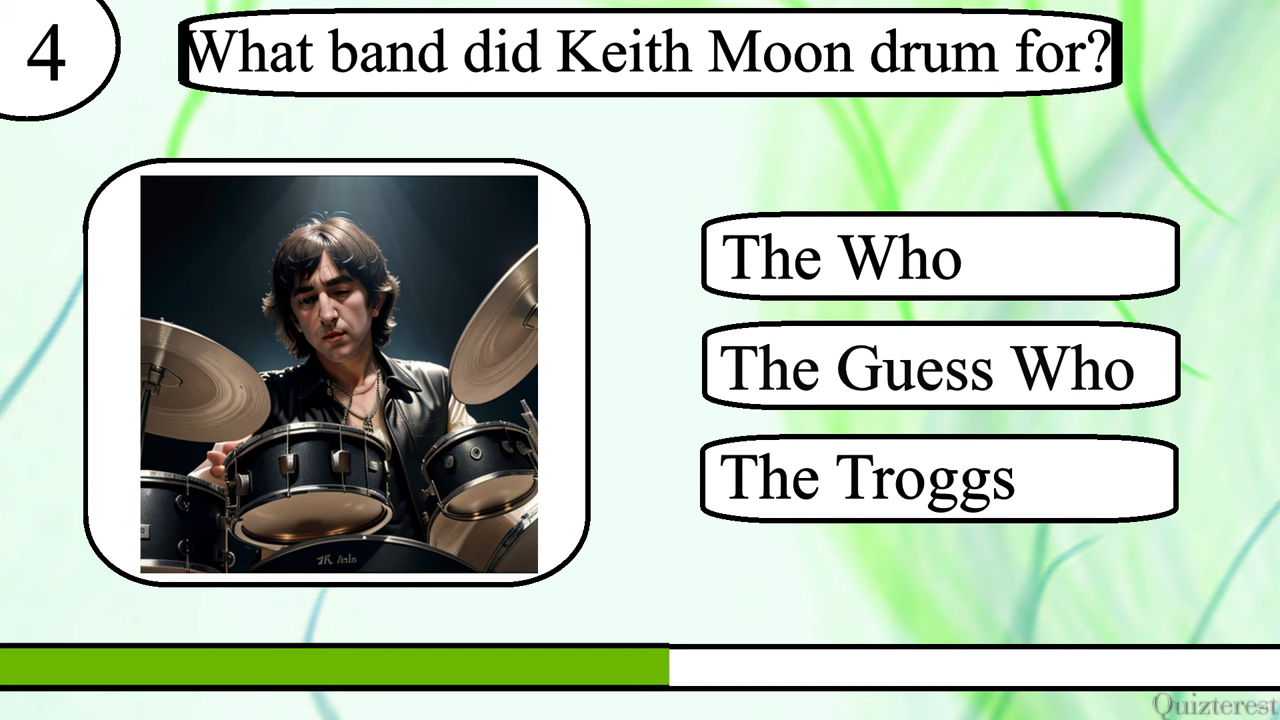 4
What band did Keith Moon drum for?
The Who
The Guess Who
The Troggs
Quizterest